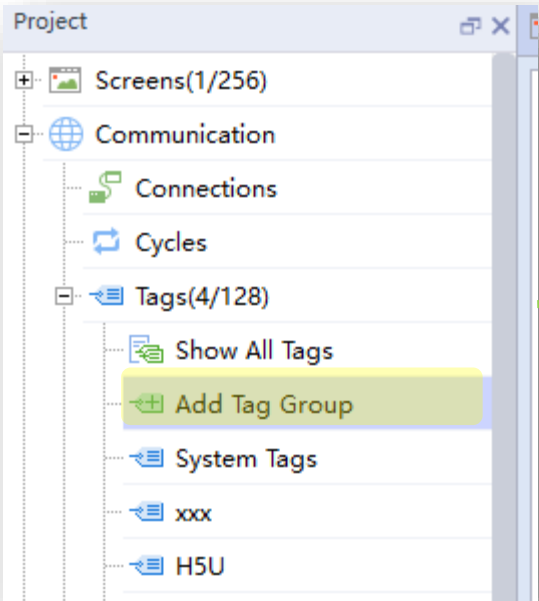 Project
Screens(1/256)
Communication
Connections
Cycles
Tags(4/128)
Show All Tags
Add Tag Group
System Tags
xxx
H5U